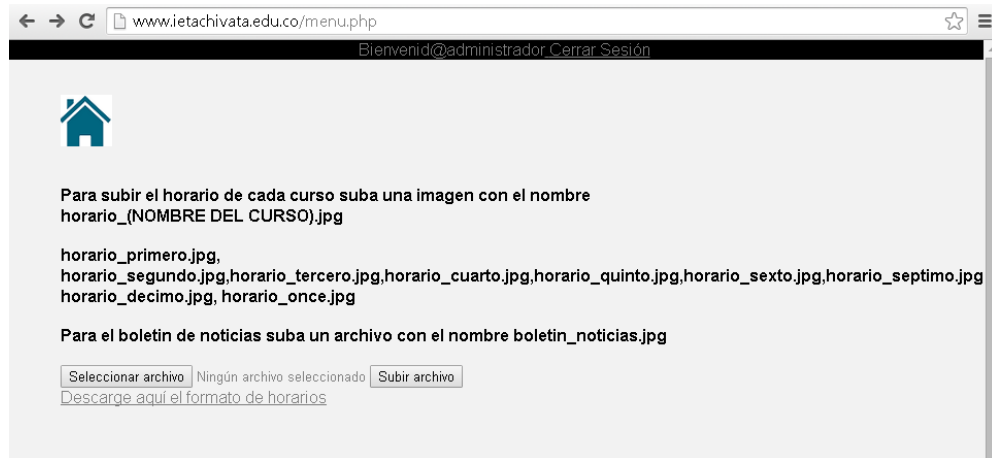 www.ietachivata.edu.co/menu.php
Bienvenid@administrador Cerrar Sesión
Para subir el horario de cada curso suba una imagen con el nombre
horario_(NOMBRE DEL CURSO).jpg
horario_primero.jpg,
horario_segundo.jpg,horario_tercero.jpg,horario_cuarto.jpg,horario_quinto.jpg,horario_sexto.jpg,horario_septimo.jpg
horario_decimo.jpg, horario_once.jpg
Para el boletin de noticias suba un archivo con el nombre boletin_noticias.jpg
Seleccionar archivo Ningún archivo seleccionado Subir archivo
Descarge aquí el formato de horarios